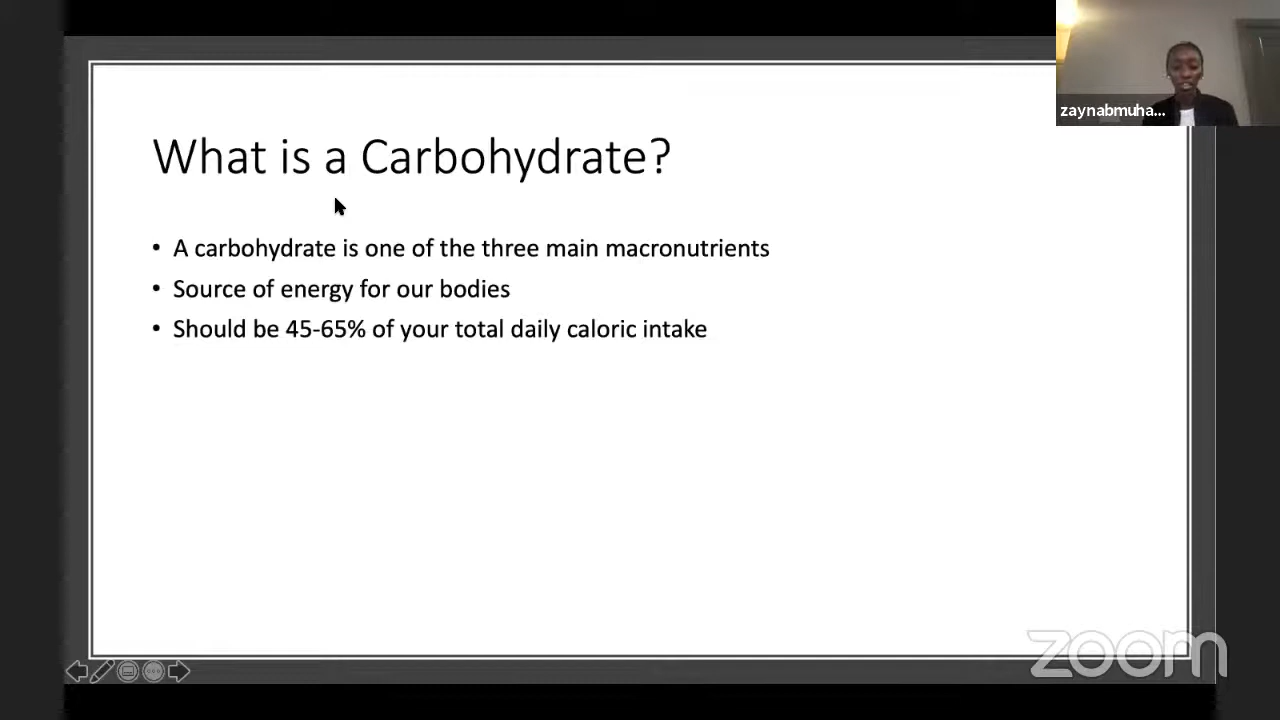 zaynabmuha...
What is a Carbohydrate?
• A carbohydrate is one of the three main macronutrients
• Source of energy for our bodies
• Should be 45-65% of your total daily caloric intake
zoom